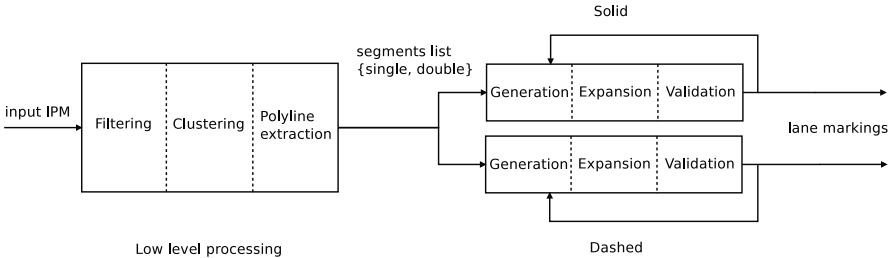 Solid
segments list
{single, double}
Generation Expansion Validation
input IPM
Filtering Clustering Polyline
extraction
lane markings
Generation Expansion Validation
Low level processing
Dashed